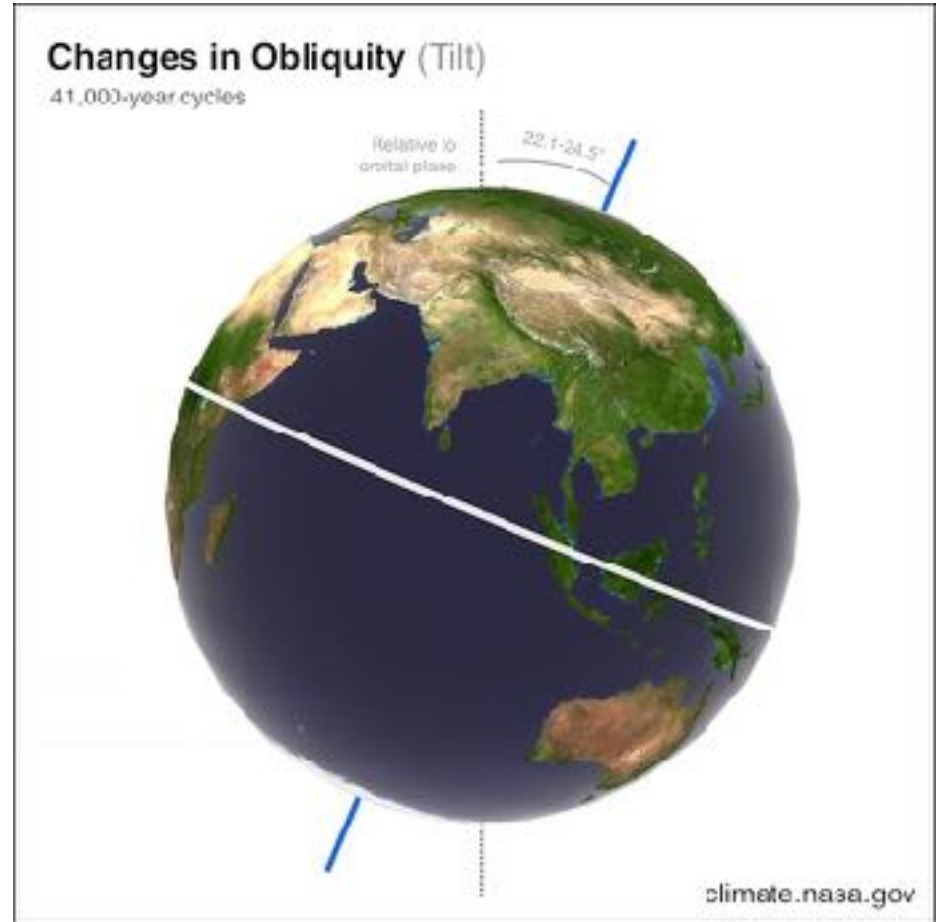 Changes in Obliquity (Tilt)
41,000-year cycles
Relative to
orbital plane
22.1-24.5°
climate.nasa.gov